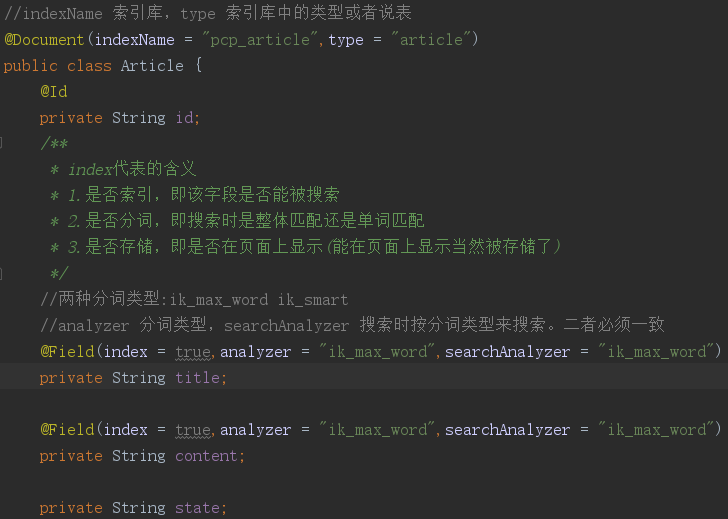 //indexName 索引库，type 索引库中的类型或者说表
@Document(indexName = "pcp_article",type = "article")
public class Article {
@Id
private String id;
/**
* index代表的含义
* 1.是否索引，即该字段是否能被搜索
* 2.是否分词，即搜索时是整体匹配还是单词匹配
* 3.是否存储，即是否在页面上显示(能在页面上显示当然被存储了)
*/
//两种分词类型:ik_max_word ik_smart
//analyzer 分词类型，searchAnalyzer 搜索时按分词类型来搜索。二者必须一致
@Field(index = true,analyzer = "ik_max_word",searchAnalyzer = "ik_max_word")
private String title;
@Field(index = true,analyzer = "ik_max_word",searchAnalyzer = "ik_max_word")
private String content;
private String state;